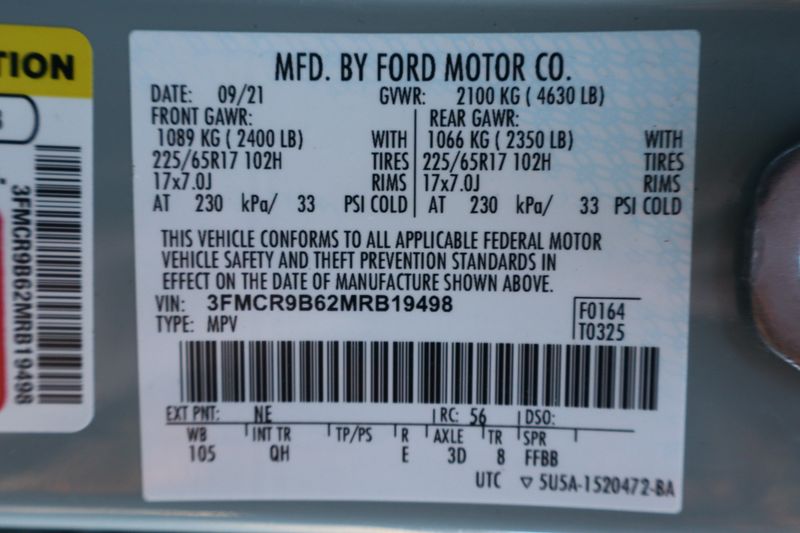 TION
3FMCR9B62MRB19498
MFD. BY FORD MOTOR CO.
DATE: 09/21 GVWR: 2100 KG ( 4630 LB)
FRONT GAWR: REAR GAWR:
1089 KG ( 2400 LB) WITH 1066 KG ( 2350 LB) WITH
225/65R17 102H TIRES 225/65R17 102H TIRES
17x7.0J RIMS 17x7.0J RIMS
AT 230 kPa/ 33 PSI COLD AT 230 kPa/ 33 PSI COLD
THIS VEHICLE CONFORMS TO ALL APPLICABLE FEDERAL MOTOR
VEHICLE SAFETY AND THEFT PREVENTION STANDARDS IN
EFFECT ON THE DATE OF MANUFACTURE SHOWN ABOVE.
VIN: 3FMCR9B62MRB19498 F0164
TYPE: MPV T0325
EXT PNT: NE RC: 56 DSO:
WB INT TR TP/PS R AXLE TR SPR
105 QH E 3D 8 FFBB
UTC ▽ 5U5A-1520472-BA